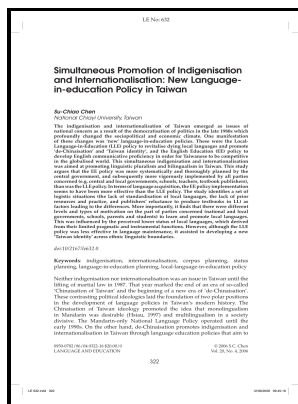 LE No: 632
Simultaneous Promotion of Indigenisation
and Internationalisation: New Language-
in-education Policy in Taiwan
Su-Chiao Chen
National Chiayi University, Taiwan
The indigenisation and internationalisation of Taiwan emerged as issues of
national concern as a result of the democratisation of politics in the late 1980s which
profoundly changed the sociopolitical and economic climate. One manifestation
of these changes was 'new' language-in-education policies. These were the Local-
Language-in-Education (LLE) policy to revitalise dying local languages and promote
'de-Chinisation' and 'Taiwan identity', and the English Education (EE) policy to
develop English communicative proficiency in order for Taiwanese to be competitive
in the globalised world. This simultaneous indigenisation and internationalisation
was aimed at promoting linguistic pluralism and bilingualism in Taiwan. This study
argues that the EE policy was more systematically and thoroughly planned by the
central government, and subsequently more vigorously implemented by all parties
concerned (e.g. central and local governments, schools, teachers, textbook publishers)
than was the LLE policy. In terms of language acquisition, the EE policy implementation
seems to have been more effective than the LLE policy. The study identifies a set of
logistic situations like the lack of standardisation of local languages, the lack of prior
resources and practice, and publishers' reluctance to produce textbooks in LLE) as
factors leading to the differences. More importantly, it finds that there were different
levels and types of motivation on the part of parties concerned (national and local
governments, schools, parents and students) to learn and promote local languages.
This was influenced by the perceived lower status of local languages, which derived
from their limited pragmatic and instrumental functions. However, although the LLE
policy was less effective in language maintenance, it assisted in developing a new
'Taiwan Identity' across ethnic linguistic boundaries.
doi:10.2167/le632.0
Keywords: indigenisation, internationalisation, corpus planning, status
planning, language-in-education planning, local-language-in-education policy
Neither indigenisation nor internationalisation was an issue in Taiwan until the
lifting of martial law in 1987. That year marked the end of an era of so-called
'Chinisation of Taiwan' and the beginning of a new era of 'de-Chinisation'.
These contrasting political ideologies laid the foundation of two polar positions
in the development of language policies in Taiwan's modern history. The
Chinisation of Taiwan ideology promoted the idea that monolingualism
in Mandarin was desirable (Hsiau, 1997) and multilingualism in a society
divisive. The Mandarin-only National Language Policy operated until the
early 1990s. On the other hand, de-Chinisation promotes indigenisation and
internationalisation in Taiwan through language education policies that aim to
0950-0782/06/04 0322-16 $20.00/0
© 2006 S.C. Chen
LANGUAGE AND EDUCATION
Vol. 20, No. 4, 2006
322